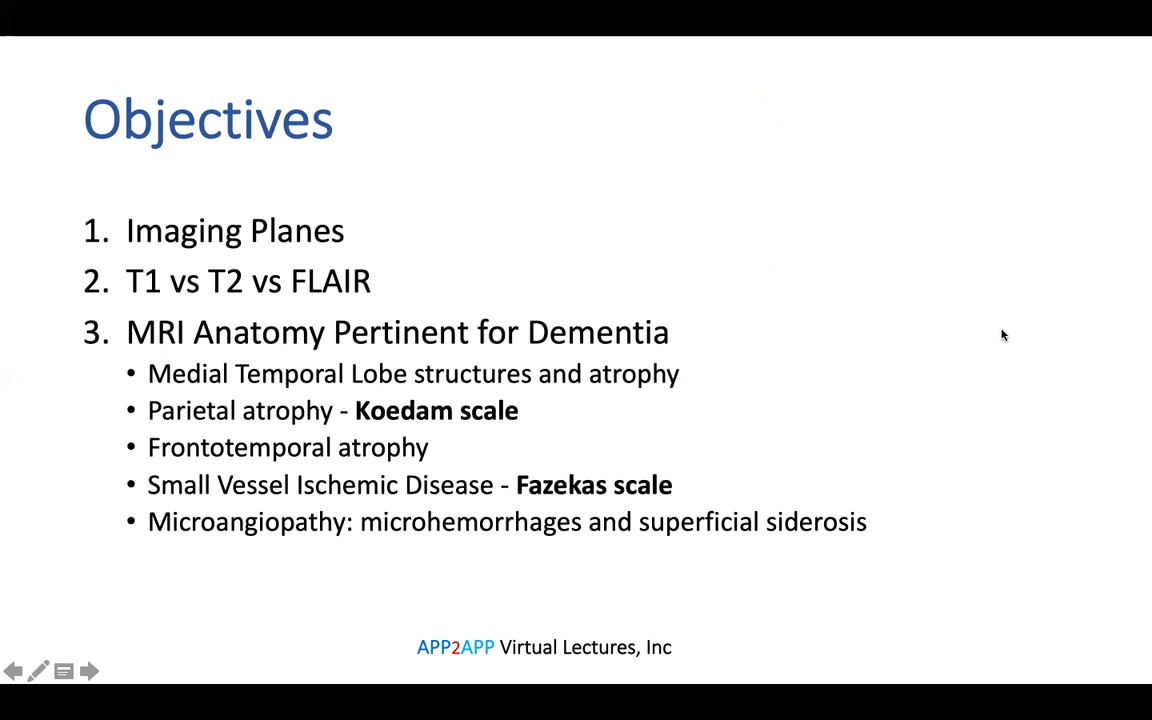 Objectives
1. Imaging Planes
2. T1 vs T2 vs FLAIR
3. MRI Anatomy Pertinent for Dementia
• Medial Temporal Lobe structures and atrophy
• Parietal atrophy - Koedam scale
• Frontotemporal atrophy
• Small Vessel Ischemic Disease - Fazekas scale
• Microangiopathy: microhemorrhages and superficial siderosis
APP2APP Virtual Lectures, Inc